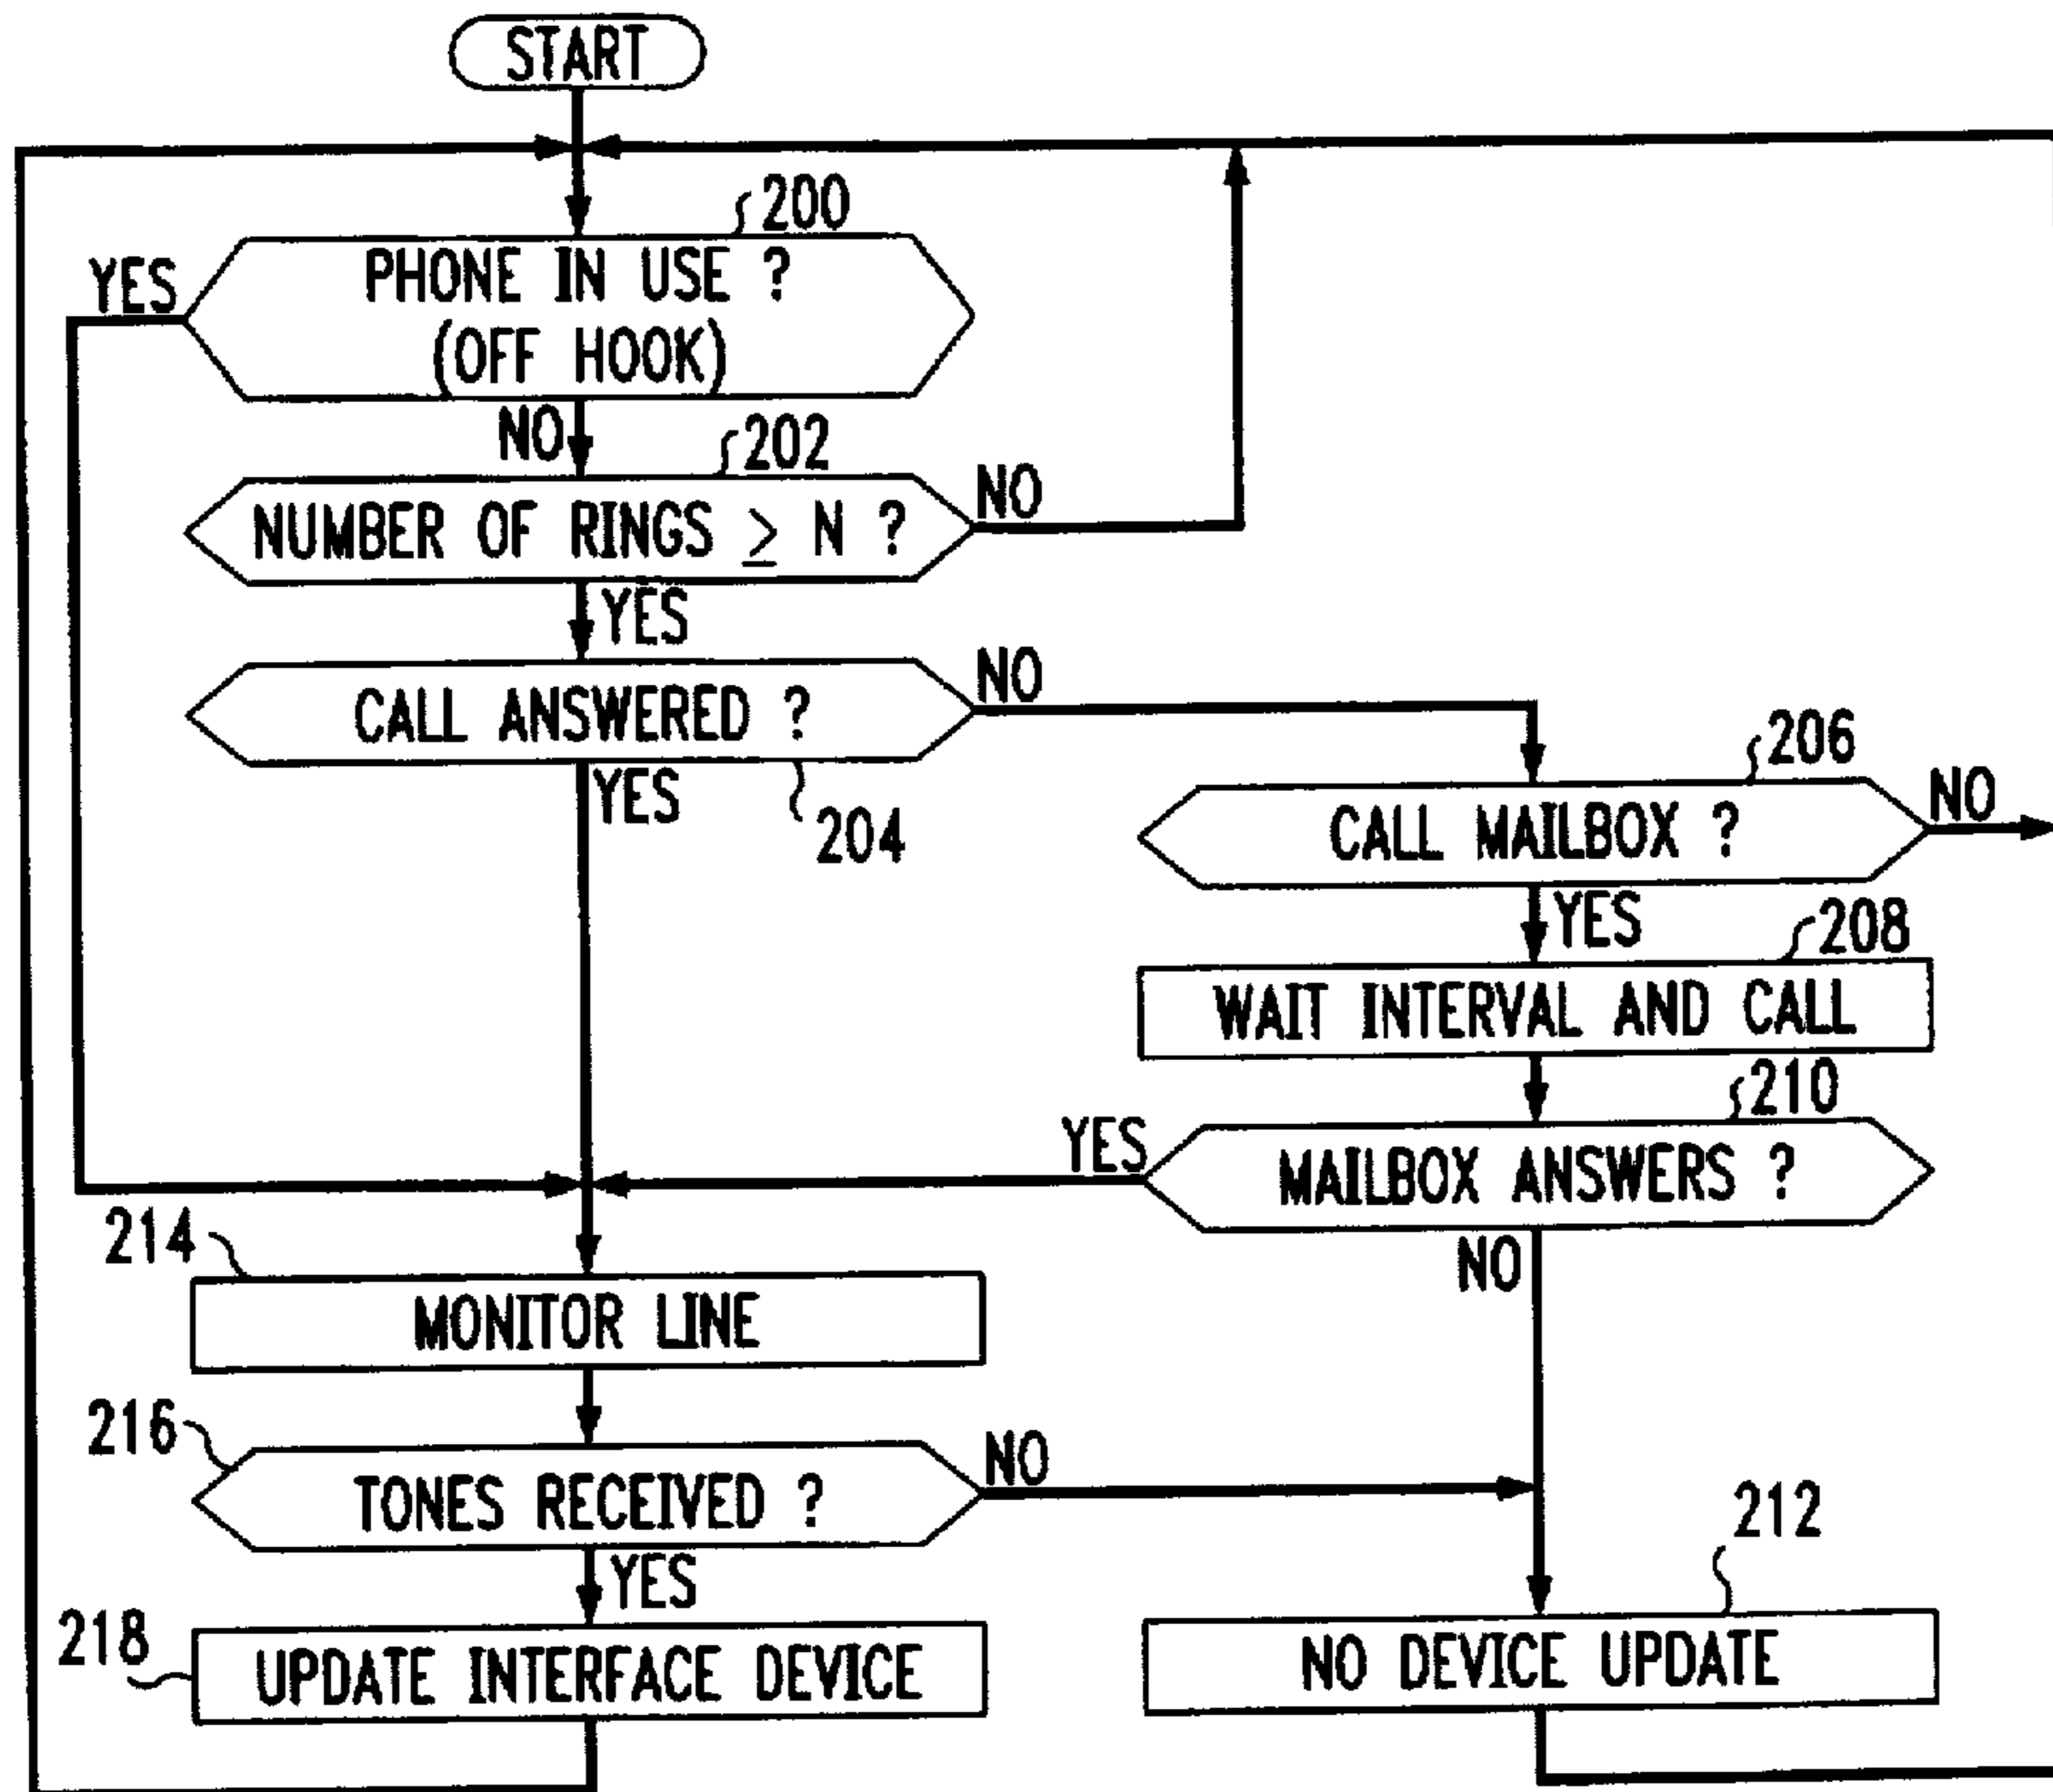 START
200
YES
PHONE IN USE ?
(OFF HOOK)
NO
202
NUMBER OF RINGS ≥ N ?
NO
YES
CALL ANSWERED ?
NO
YES
204
206
CALL MAILBOX ?
NO
YES
208
WAIT INTERVAL AND CALL
210
MAILBOX ANSWERS ?
YES
NO
214
MONITOR LINE
216
TONES RECEIVED ?
NO
YES
212
218
UPDATE INTERFACE DEVICE
NO DEVICE UPDATE